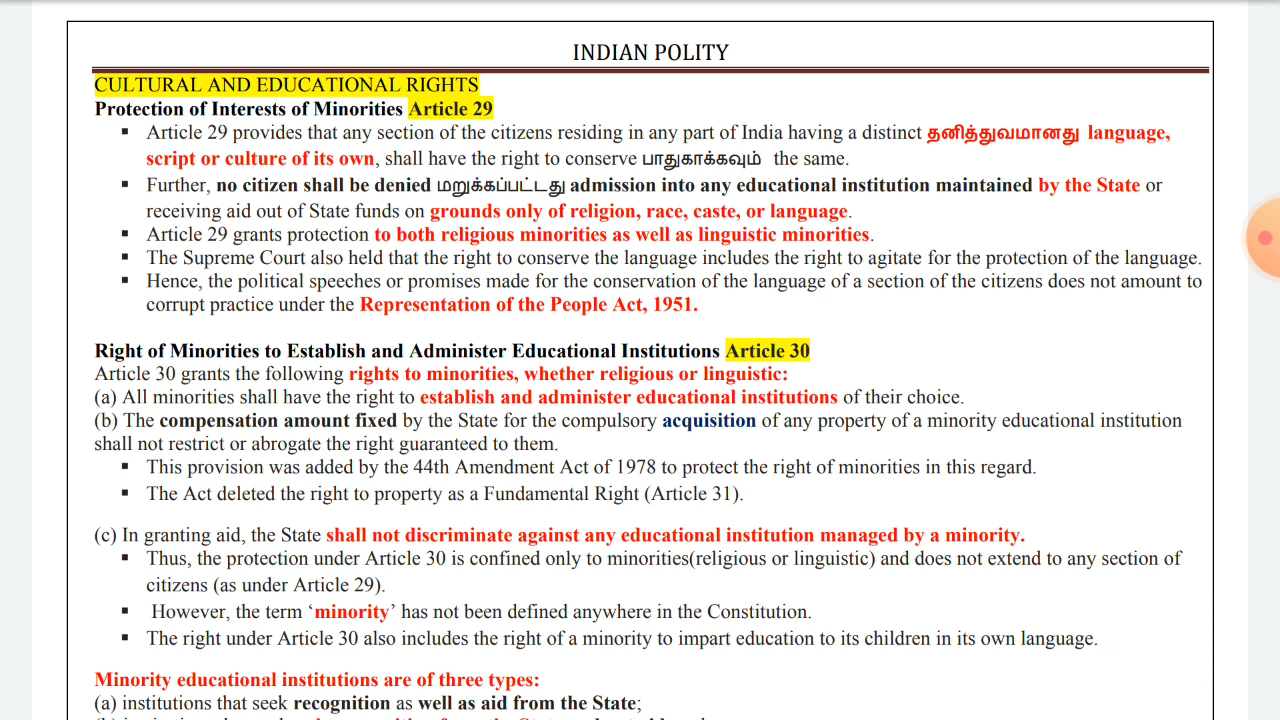 INDIAN POLITY
CULTURAL AND EDUCATIONAL RIGHTS
Protection of Interests of Minorities Article 29
▪ Article 29 provides that any section of the citizens residing in any part of India having a distinct தனித்துவமானது language,
script or culture of its own, shall have the right to conserve பாதுகாக்கவும் the same.
▪ Further, no citizen shall be denied மறுக்கப்பட்டது admission into any educational institution maintained by the State or
receiving aid out of State funds on grounds only of religion, race, caste, or language.
▪ Article 29 grants protection to both religious minorities as well as linguistic minorities.
▪ The Supreme Court also held that the right to conserve the language includes the right to agitate for the protection of the language.
▪ Hence, the political speeches or promises made for the conservation of the language of a section of the citizens does not amount to
corrupt practice under the Representation of the People Act, 1951.
Right of Minorities to Establish and Administer Educational Institutions Article 30
Article 30 grants the following rights to minorities, whether religious or linguistic:
(a) All minorities shall have the right to establish and administer educational institutions of their choice.
(b) The compensation amount fixed by the State for the compulsory acquisition of any property of a minority educational institution
shall not restrict or abrogate the right guaranteed to them.
▪ This provision was added by the 44th Amendment Act of 1978 to protect the right of minorities in this regard.
▪ The Act deleted the right to property as a Fundamental Right (Article 31).
(c) In granting aid, the State shall not discriminate against any educational institution managed by a minority.
▪ Thus, the protection under Article 30 is confined only to minorities(religious or linguistic) and does not extend to any section of
citizens (as under Article 29).
▪ However, the term ‘minority’ has not been defined anywhere in the Constitution.
▪ The right under Article 30 also includes the right of a minority to impart education to its children in its own language.
Minority educational institutions are of three types:
(a) institutions that seek recognition as well as aid from the State;